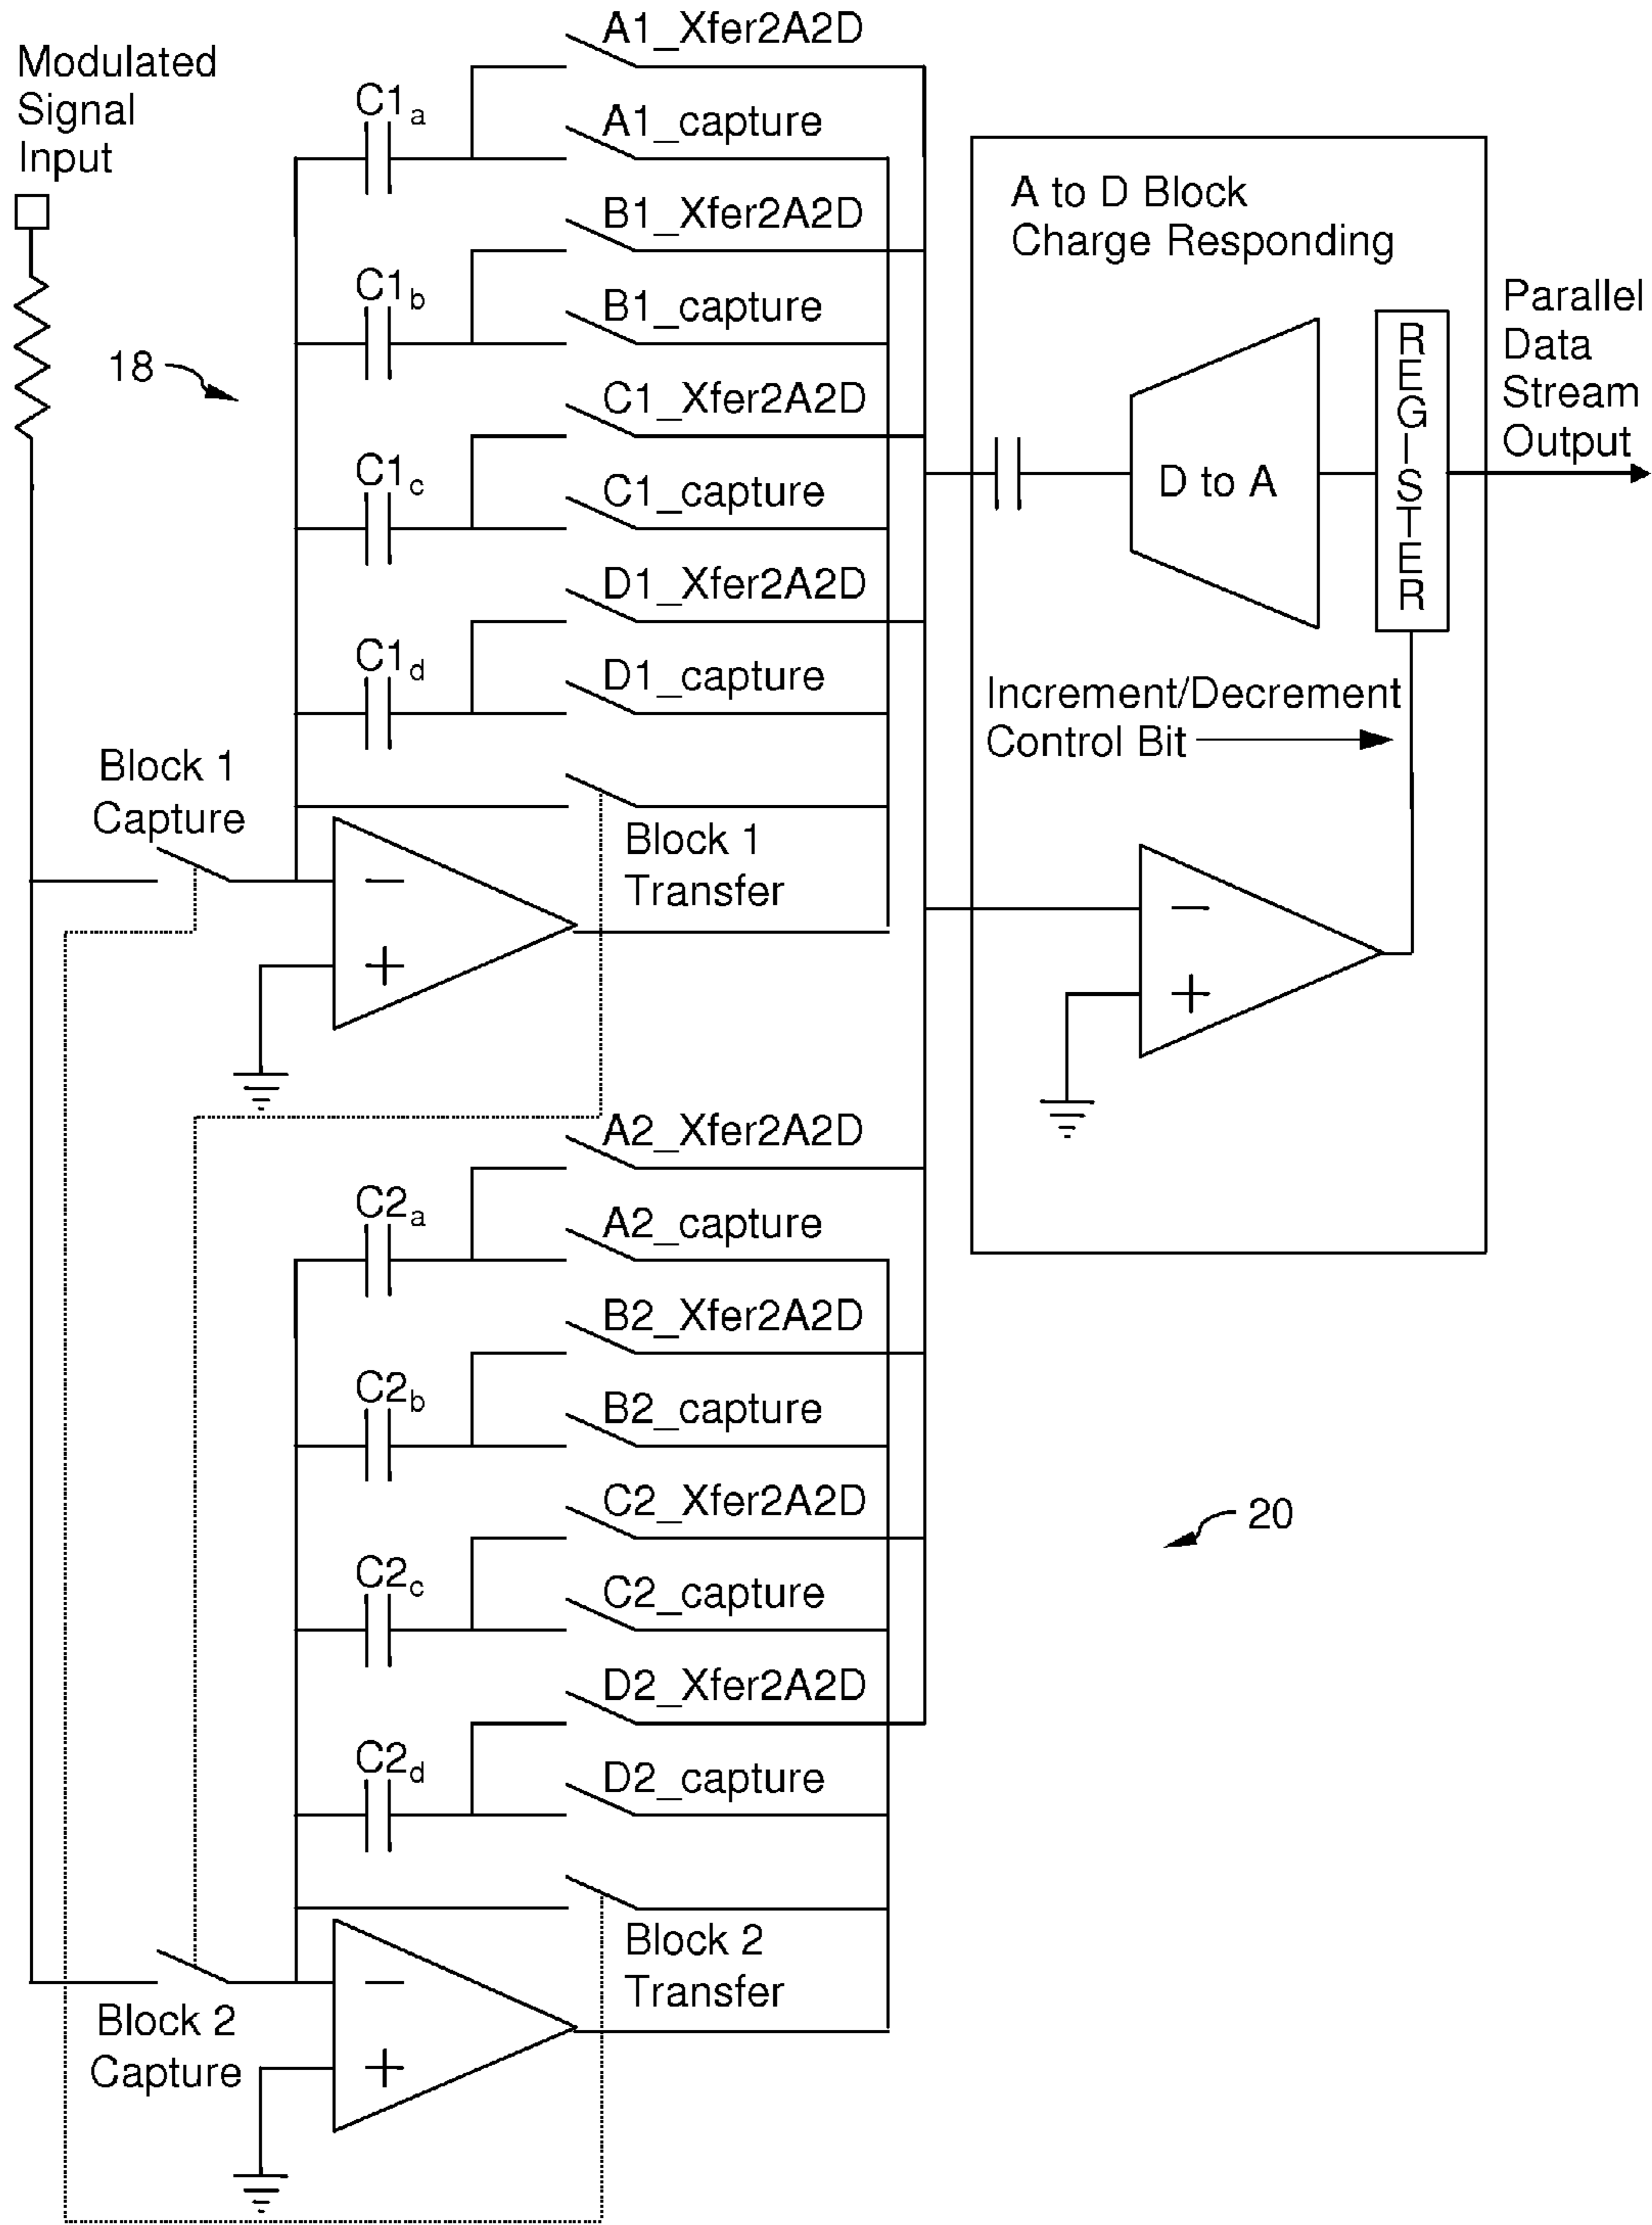 Modulated
Signal
Input
A1_Xfer2A2D
C1a
A1_capture
B1_Xfer2A2D
C1b
B1_capture
18
C1_Xfer2A2D
C1c
C1_capture
D1_Xfer2A2D
C1d
D1_capture
Block 1
Capture
Block 1
Transfer
−
+
A to D Block
Charge Responding
D to A
REGISTER
Parallel
Data
Stream
Output
Increment/Decrement
Control Bit
−
+
A2_Xfer2A2D
C2a
A2_capture
B2_Xfer2A2D
C2b
B2_capture
C2_Xfer2A2D
C2c
C2_capture
20
D2_Xfer2A2D
C2d
D2_capture
Block 2
Transfer
Block 2
Capture
−
+